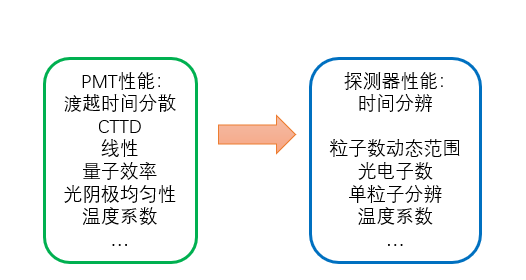 PMT性能：
渡越时间分散
CTTD
线性
量子效率
光阴极均匀性
温度系数
…
探测器性能：
时间分辨
粒子数动态范围
光电子数
单粒子分辨
温度系数
…